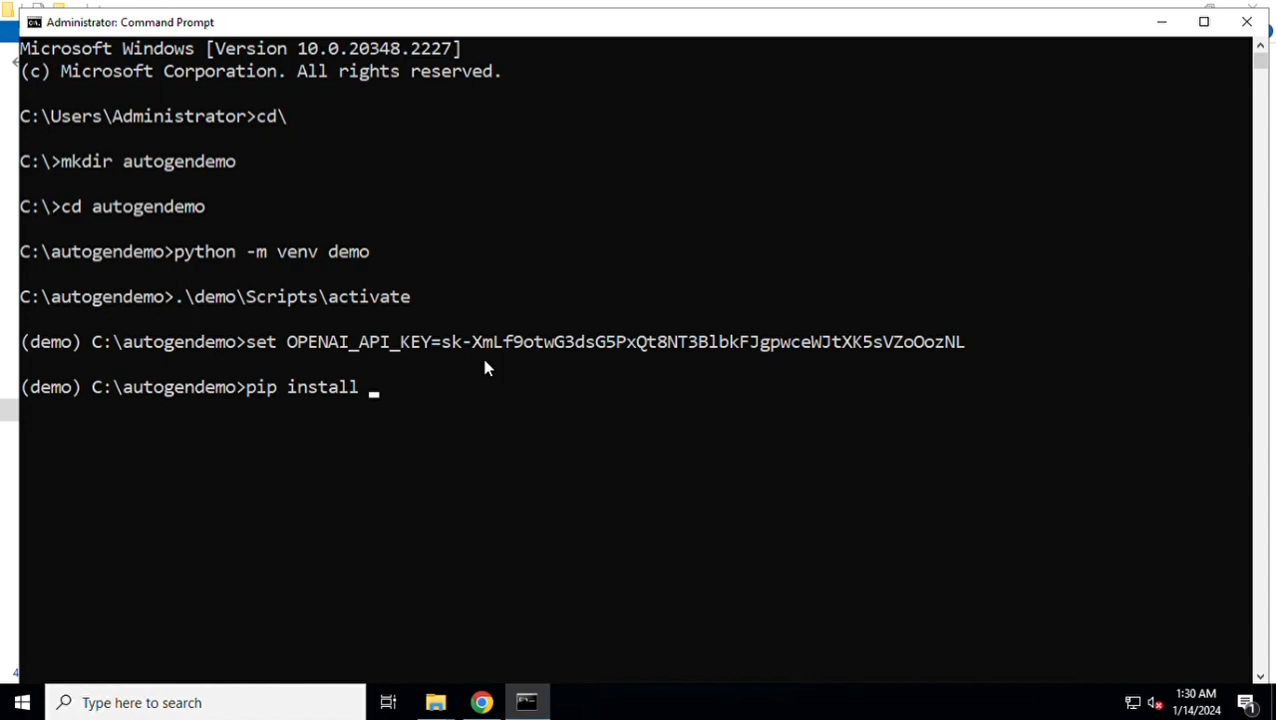 Administrator: Command Prompt
Microsoft Windows [Version 10.0.20348.2227]
(c) Microsoft Corporation. All rights reserved.
C:\Users\Administrator>cd\
C:\>mkdir autogendemo
C:\>cd autogendemo
C:\autogendemo>python -m venv demo
C:\autogendemo>.\demo\Scripts\activate
(demo) C:\autogendemo>set OPENAI_API_KEY=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
(demo) C:\autogendemo>pip install _
4
Type here to search
1:30 AM
1/14/2024
1